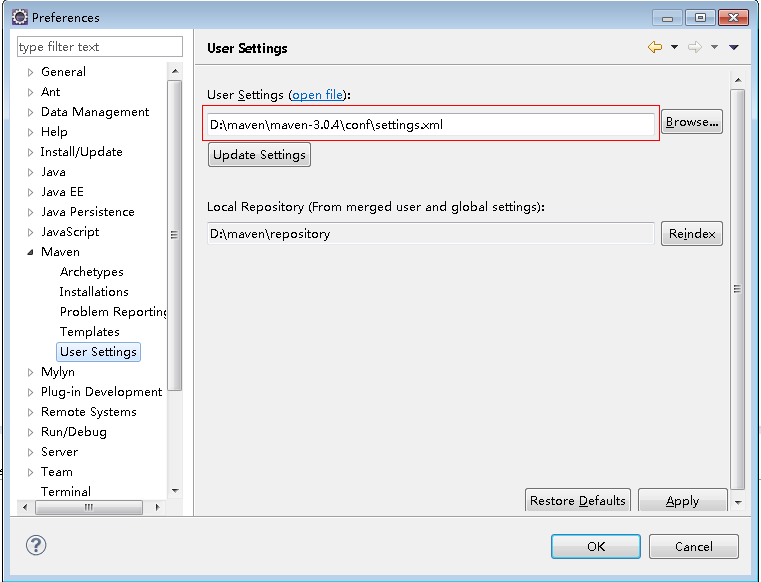 Preferences
type filter text
General
Ant
Data Management
Help
Install/Update
Java
Java EE
Java Persistence
JavaScript
Maven
Archetypes
Installations
Problem Reporting
Templates
User Settings
Mylyn
Plug-in Development
Remote Systems
Run/Debug
Server
Team
Terminal
User Settings
User Settings (open file):
D:\maven\maven-3.0.4\conf\settings.xml
Browse...
Update Settings
Local Repository (From merged user and global settings):
D:\maven\repository
Reindex
Restore Defaults
Apply
?
OK
Cancel